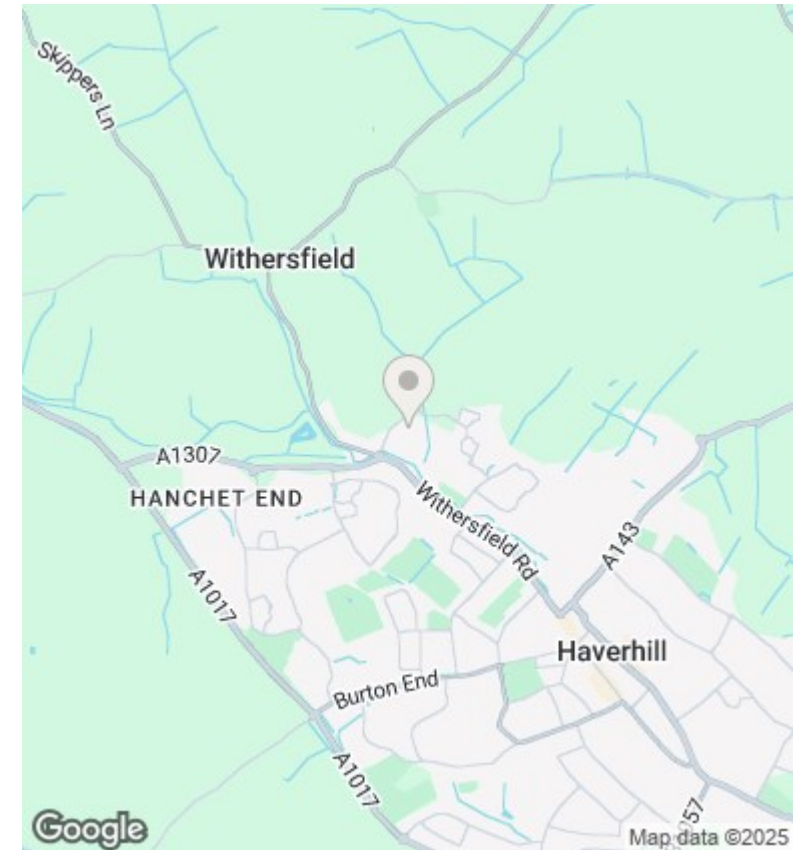 Skippers Ln
Withersfield
A1307
HANCHET END
Withersfield Rd
A143
A1017
Haverhill
Burton End
A1017
Google
Map data ©2025